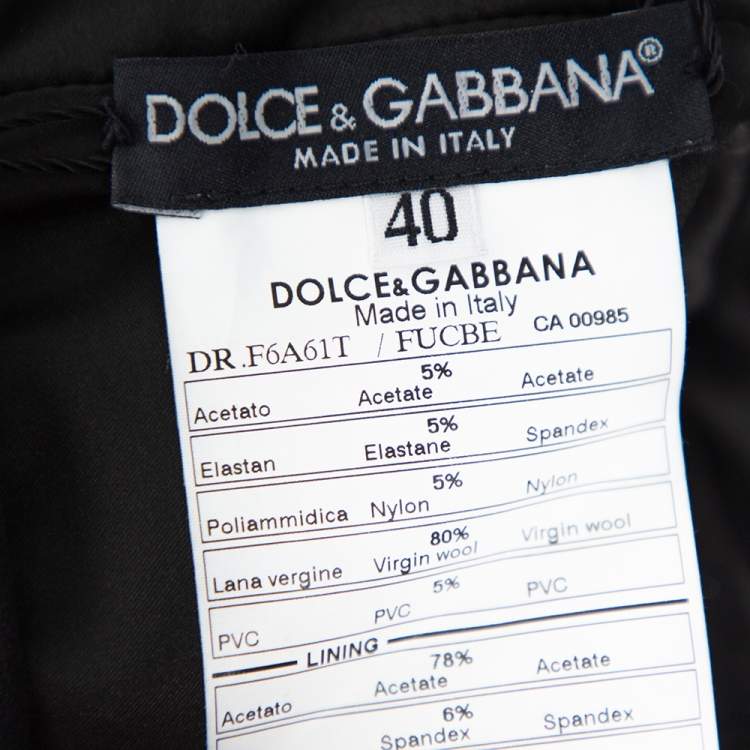 DOLCE & GABBANA®
MADE IN ITALY
40
DOLCE&GABBANA
Made in Italy
DR.F6A61T / FUCBE CA 00985
5%
Acetato Acetate Acetate
5%
Elastan Elastane Spandex
5%
Poliammidica Nylon Nylon
80%
Lana vergine Virgin wool Virgin wool
5%
PVC PVC PVC
LINING
78%
Acetato Acetate Acetate
6%
Spandex Spandex